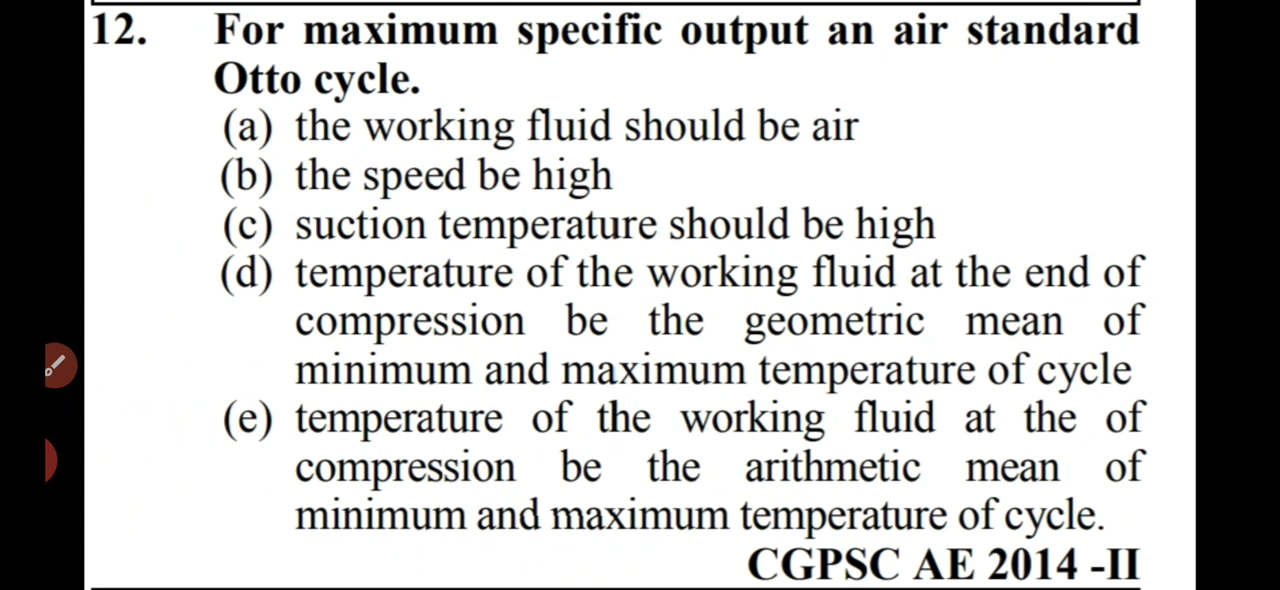 12. For maximum specific output an air standard
Otto cycle.
(a) the working fluid should be air
(b) the speed be high
(c) suction temperature should be high
(d) temperature of the working fluid at the end of
compression be the geometric mean of
minimum and maximum temperature of cycle
(e) temperature of the working fluid at the of
compression be the arithmetic mean of
minimum and maximum temperature of cycle.
CGPSC AE 2014 -II